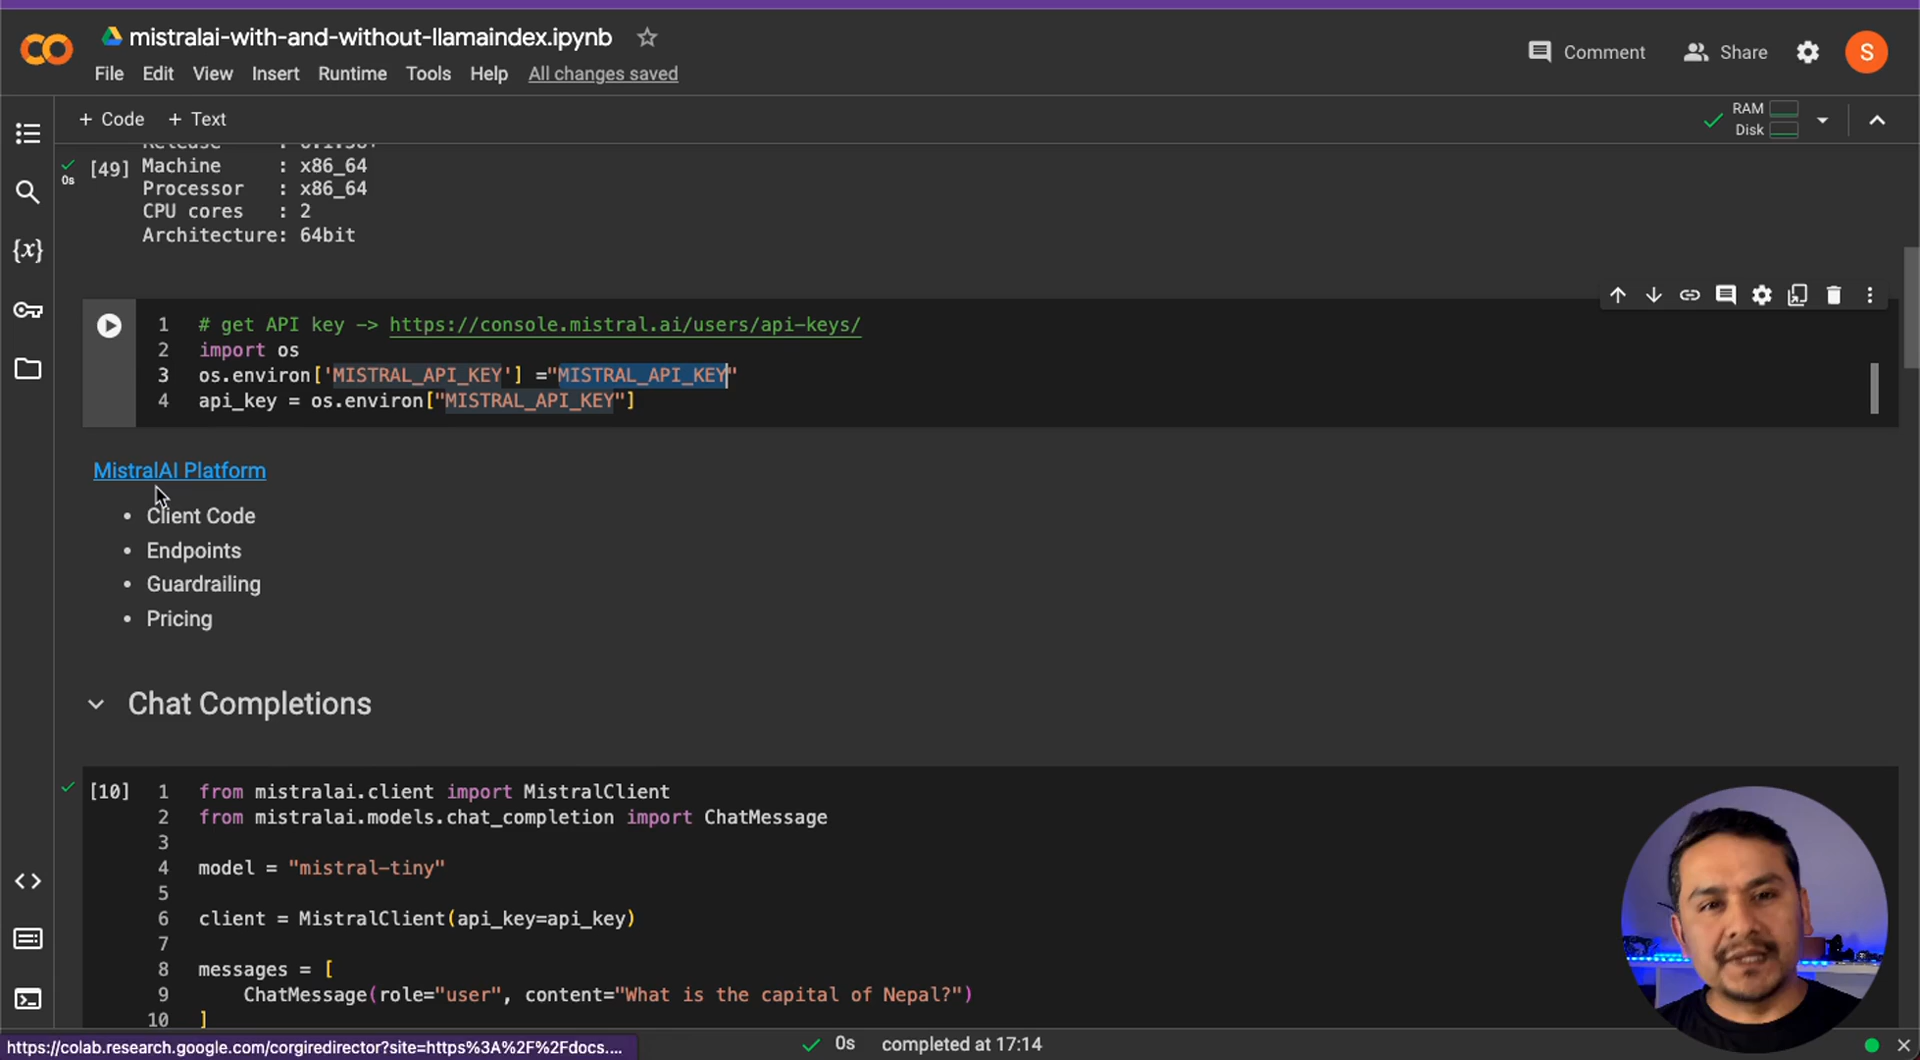 mistralai-with-and-without-llamaindex.ipynb
Comment
Share
S
File Edit View Insert Runtime Tools Help All changes saved
+ Code + Text
RAM
Disk
[49]
0s
Machine : x86_64
Processor : x86_64
CPU cores : 2
Architecture: 64bit
1 # get API key -> https://console.mistral.ai/users/api-keys/
2 import os
3 os.environ['MISTRAL_API_KEY'] ="MISTRAL_API_KEY"
4 api_key = os.environ["MISTRAL_API_KEY"]
MistralAI Platform
• Client Code
• Endpoints
• Guardrailing
• Pricing
Chat Completions
[10]
1 from mistralai.client import MistralClient
2 from mistralai.models.chat_completion import ChatMessage
3
4 model = "mistral-tiny"
5
6 client = MistralClient(api_key=api_key)
7
8 messages = [
9 ChatMessage(role="user", content="What is the capital of Nepal?")
10 ]
https://colab.research.google.com/corgiredirector?site=https%3A%2F%2Fdocs....
0s completed at 17:14